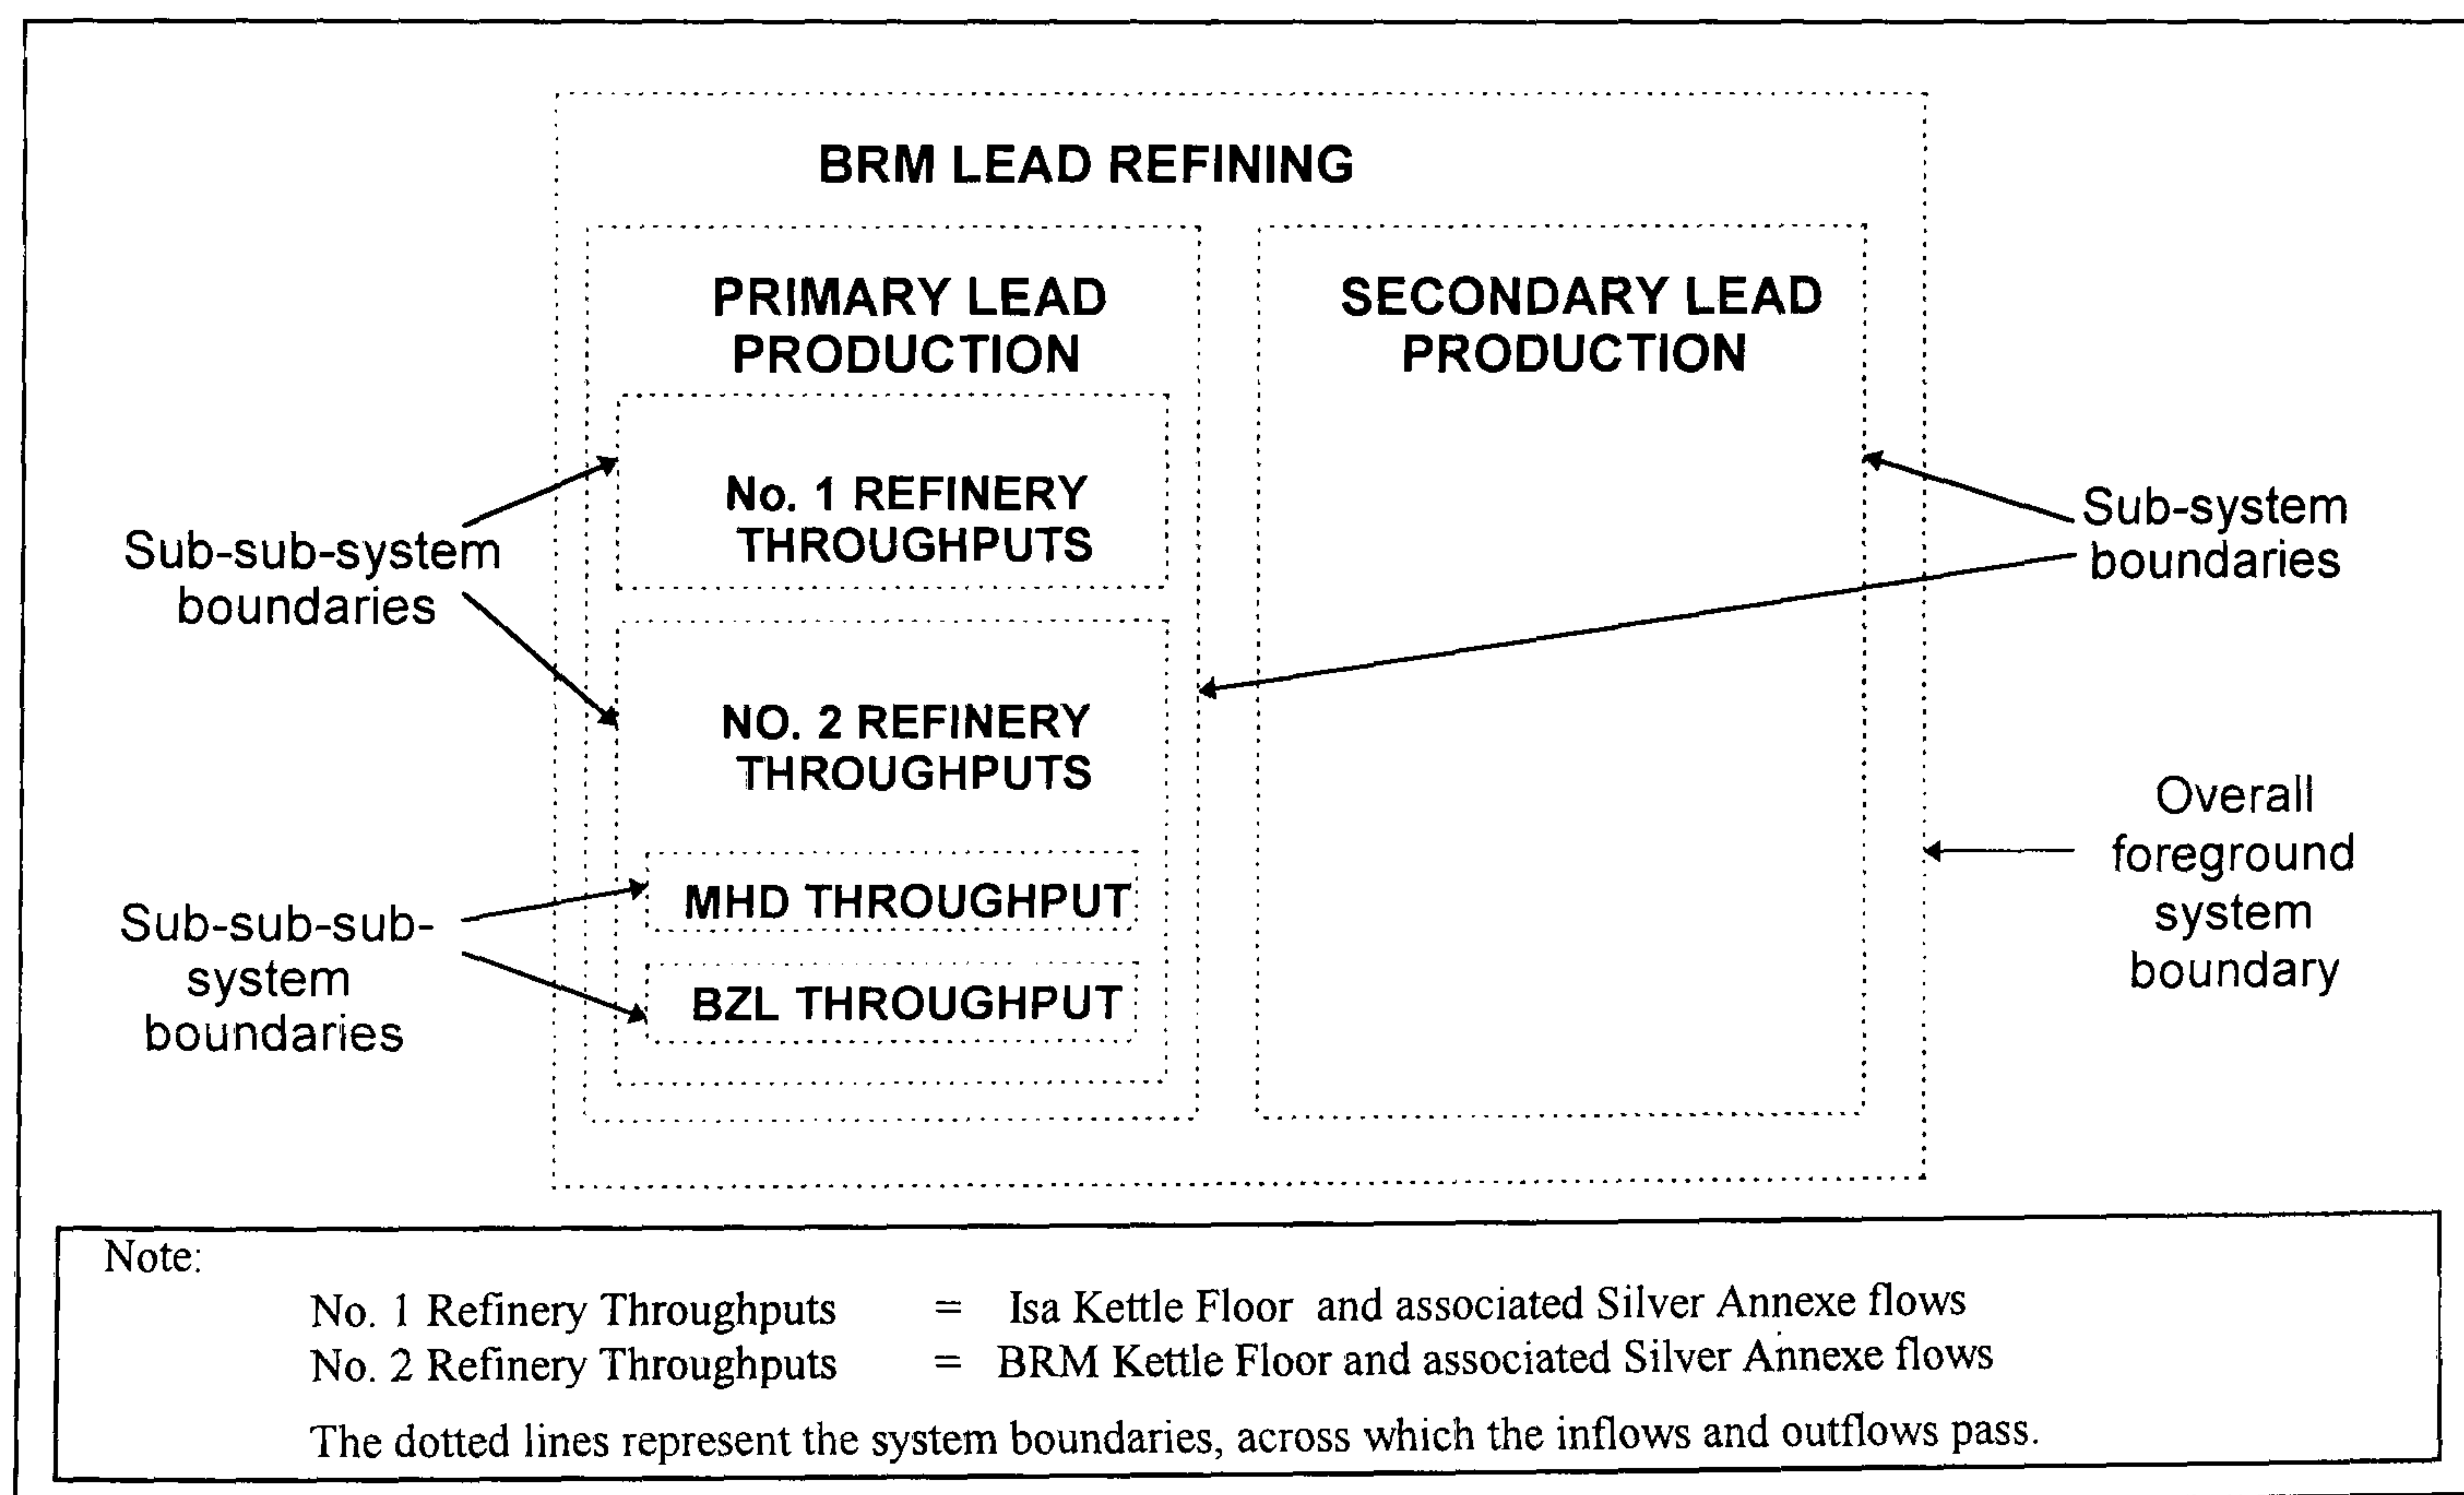 BRM LEAD REFINING
PRIMARY LEAD
PRODUCTION
SECONDARY LEAD
PRODUCTION
No. 1 REFINERY
THROUGHPUTS
Sub-sub-system
boundaries
Sub-system
boundaries
NO. 2 REFINERY
THROUGHPUTS
Overall
foreground
system
boundary
MHD THROUGHPUT
Sub-sub-sub-
system
boundaries
BZL THROUGHPUT
Note:
No. 1 Refinery Throughputs = Isa Kettle Floor and associated Silver Annexe flows
No. 2 Refinery Throughputs = BRM Kettle Floor and associated Silver Annexe flows
The dotted lines represent the system boundaries, across which the inflows and outflows pass.